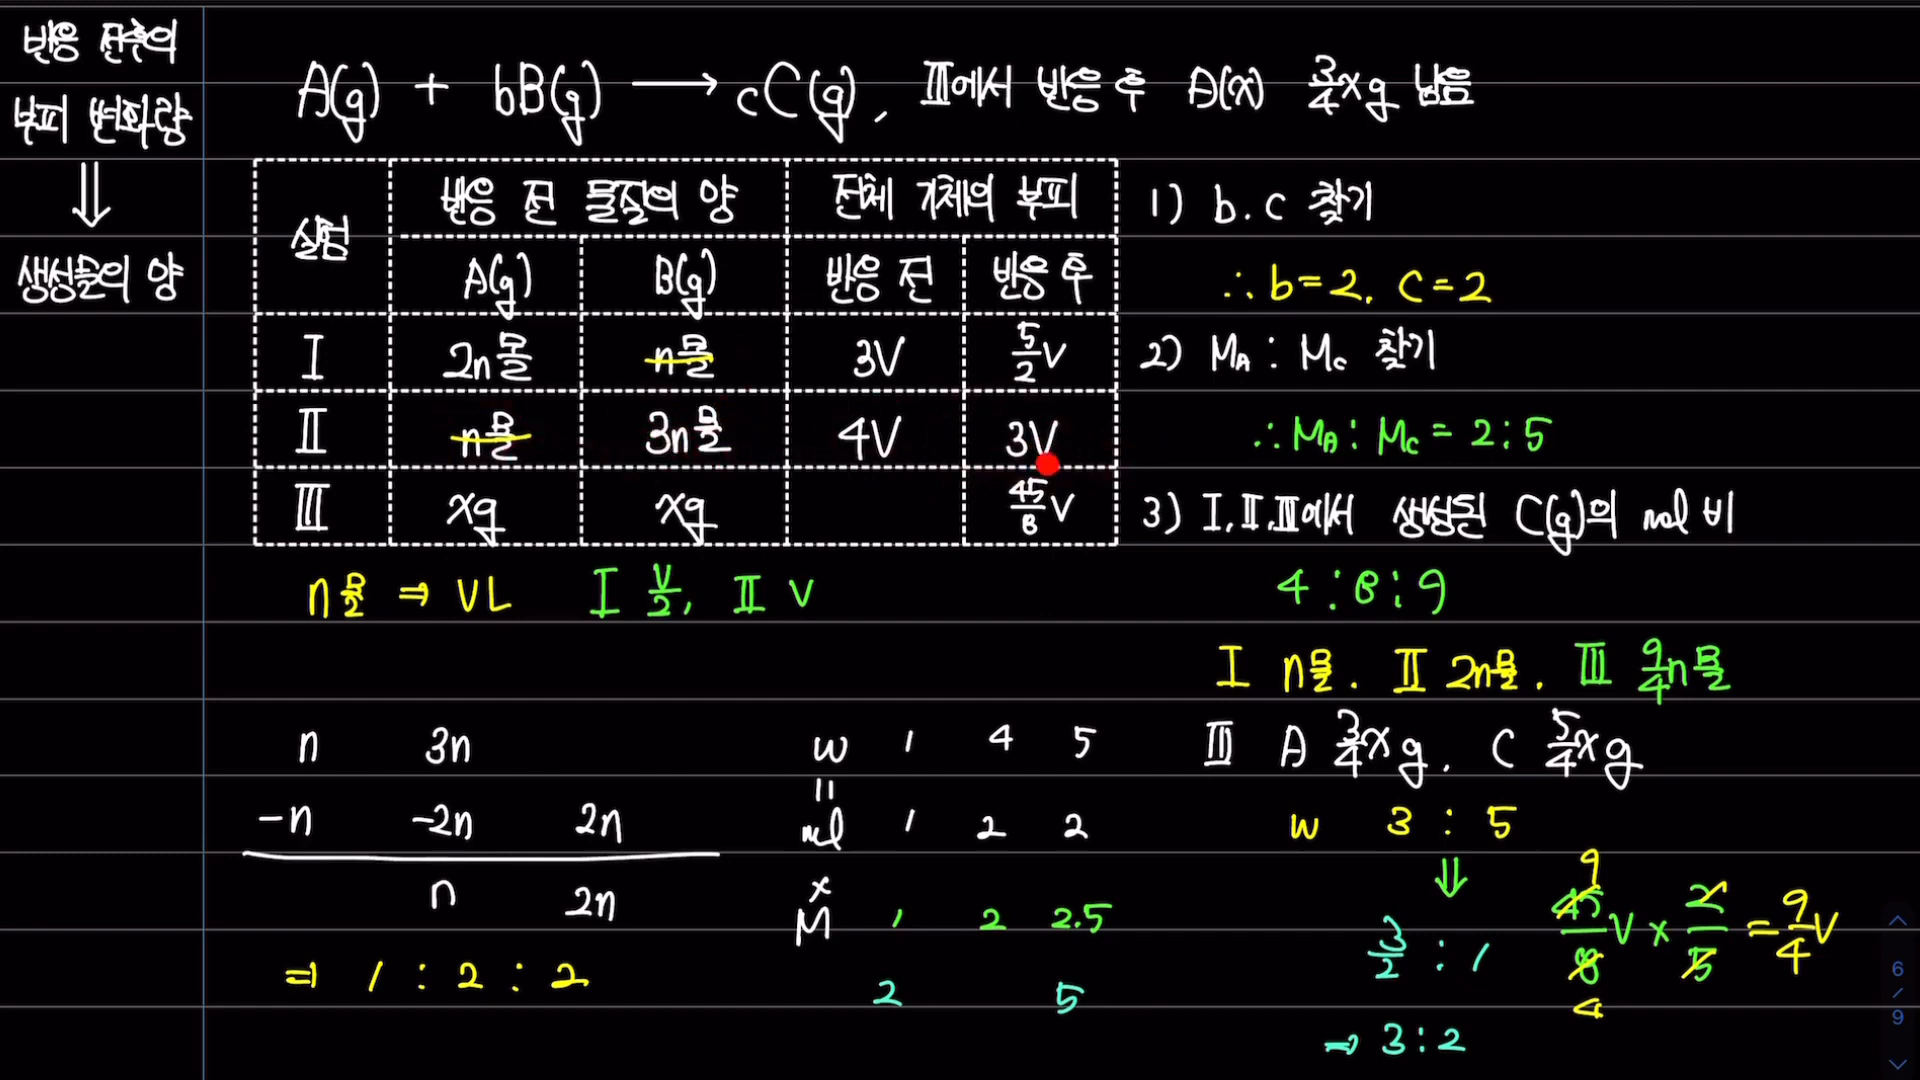 반응 전후의
부피 변화량
⇓
생성물의 양
A(g) + bB(g) → cC(g), Ⅲ에서 반응 후 A(x) 3/4xg 남음
실험 반응 전 물질의 양 전체 기체의 부피
A(g) B(g) 반응 전 반응 후
Ⅰ 2n몰 n몰 3V 5/2V
Ⅱ n몰 3n몰 4V 3V
Ⅲ xg xg 45/8V
n몰 ⇒ VL Ⅰ V/2, Ⅱ V
n 3n
-n -2n 2n
n 2n
⇒ 1 : 2 : 2
w 1 4 5
=
mol 1 2 2
×
M 1 2 2.5
2 5
1) b.c 찾기
∴ b=2. c=2
2) MA : MC 찾기
∴ MA : MC = 2:5
3) Ⅰ,Ⅱ,Ⅲ에서 생성된 C(g)의 mol 비
4 : 8 : 9
Ⅰ n몰. Ⅱ 2n몰. Ⅲ 9/4n몰
Ⅲ A 3/4xg. C 5/4xg
w 3 : 5
⇓
3/2 : 1
⇒ 3:2
9
45/8V × 2/5 = 9/4V
4
6
/
9